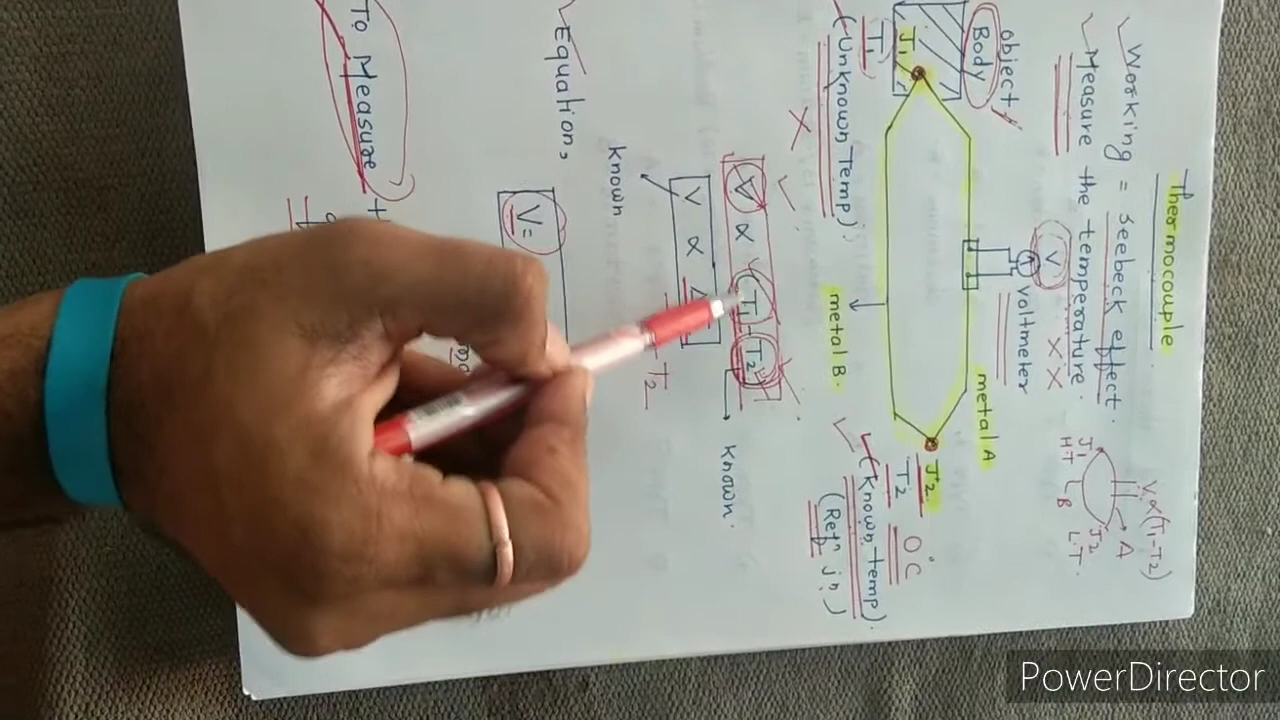 Thermocouple
Working = Seebeck effect.
Measure the temperature.
V ∝ (T1-T2)
A
J1
J2
H.T
B
L.T.
V
X X
object
Body
voltmeter
metal A
J1
T1
J2.
T2 0°C
(Unknown Temp).
metal B.
(known temp).
(Refn jn)
X
V ∝ (T1-T2)
known.
V ∝
T2
known
Equation,
V=
To Measure
PowerDirector